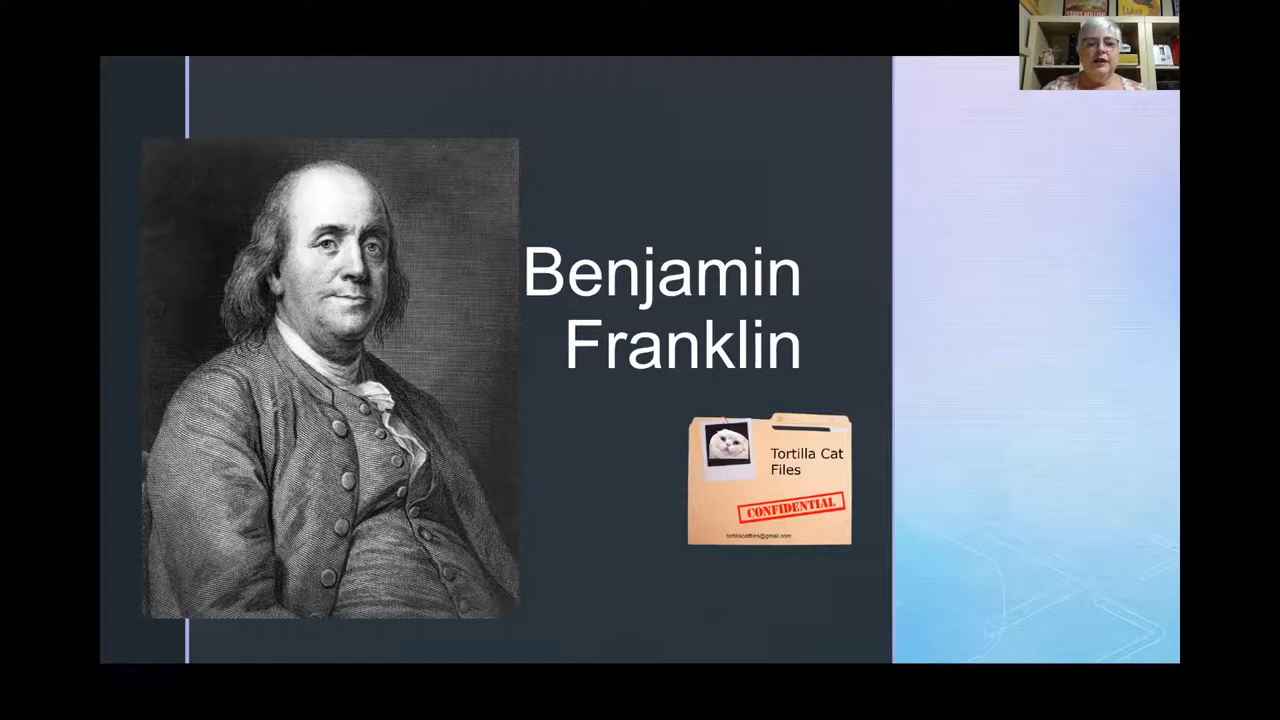 Benjamin
Franklin
Tortilla Cat
Files
CONFIDENTIAL
tortillacatfiles@gmail.com